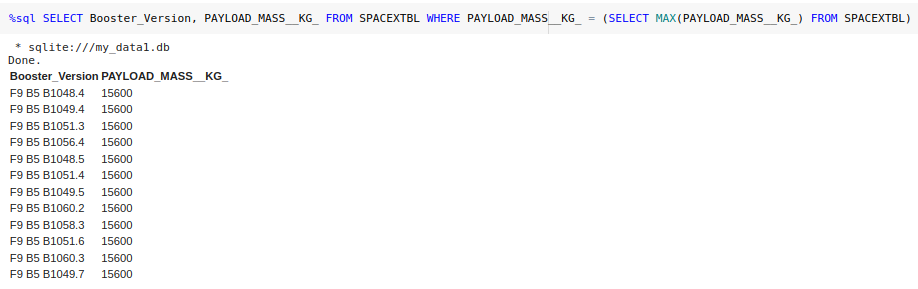 %sql SELECT Booster_Version, PAYLOAD_MASS__KG_ FROM SPACEXTBL WHERE PAYLOAD_MASS__KG_ = (SELECT MAX(PAYLOAD_MASS__KG_) FROM SPACEXTBL)
* sqlite:///my_data1.db
Done.
Booster_Version PAYLOAD_MASS__KG_
F9 B5 B1048.4 15600
F9 B5 B1049.4 15600
F9 B5 B1051.3 15600
F9 B5 B1056.4 15600
F9 B5 B1048.5 15600
F9 B5 B1051.4 15600
F9 B5 B1049.5 15600
F9 B5 B1060.2 15600
F9 B5 B1058.3 15600
F9 B5 B1051.6 15600
F9 B5 B1060.3 15600
F9 B5 B1049.7 15600